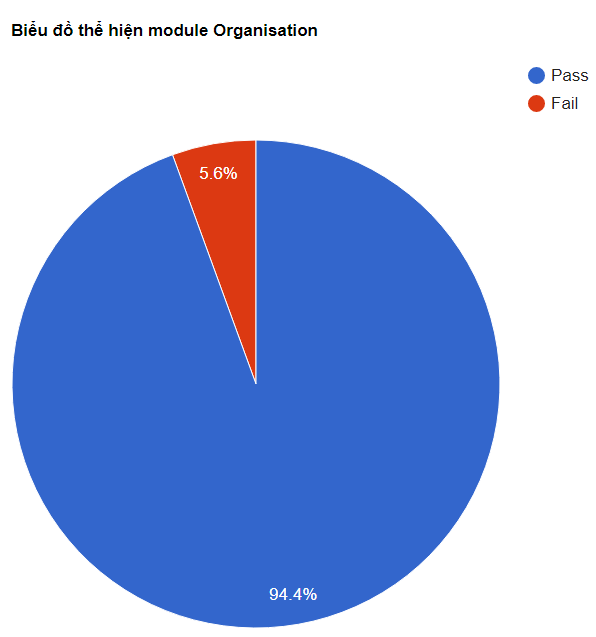 Biểu đồ thể hiện module Organisation
Pass
Fail
5.6%
94.4%